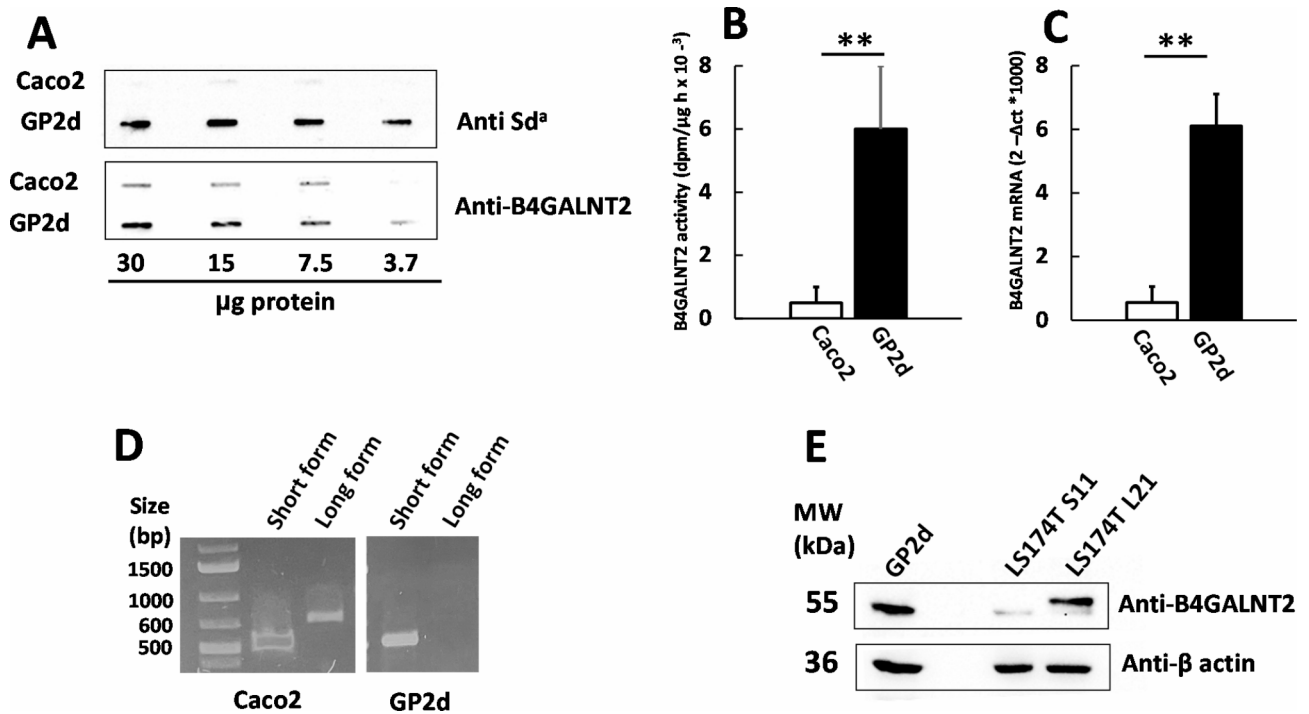 A
Caco2
GP2d
Anti Sdᵃ
Caco2
GP2d
Anti-B4GALNT2
30 15 7.5 3.7
µg protein
B
**
B4GALNT2 activity (dpm/µg h x 10 ⁻³)
8
6
4
2
0
Caco2
GP2d
C
**
B4GALNT2 mRNA (2 –Δct *1000)
8
6
4
2
0
Caco2
GP2d
D
Size
(bp)
1500
1000
600
500
Short form
Long form
Short form
Long form
Caco2
GP2d
E
MW
(kDa)
GP2d
LS174T S11
LS174T L21
55
Anti-B4GALNT2
36
Anti-β actin